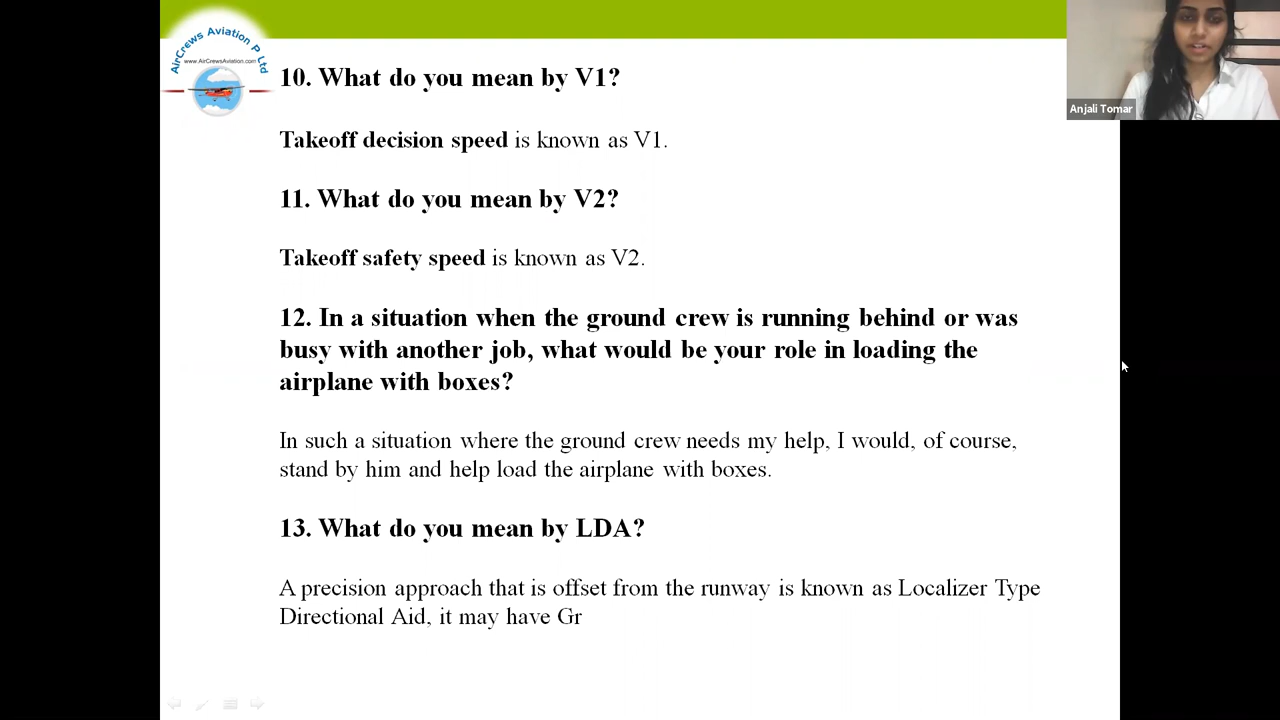 AirCrews Aviation P Ltd
www.AirCrewsAviation.com
Anjali Tomar
10. What do you mean by V1?
Takeoff decision speed is known as V1.
11. What do you mean by V2?
Takeoff safety speed is known as V2.
12. In a situation when the ground crew is running behind or was
busy with another job, what would be your role in loading the
airplane with boxes?
In such a situation where the ground crew needs my help, I would, of course,
stand by him and help load the airplane with boxes.
13. What do you mean by LDA?
A precision approach that is offset from the runway is known as Localizer Type
Directional Aid, it may have Gr